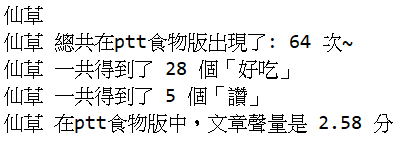 仙草
仙草 總共在ptt食物版出現了: 64 次~
仙草 一共得到了 28 個「好吃」
仙草 一共得到了 5 個「讚」
仙草 在ptt食物版中，文章聲量是 2.58 分